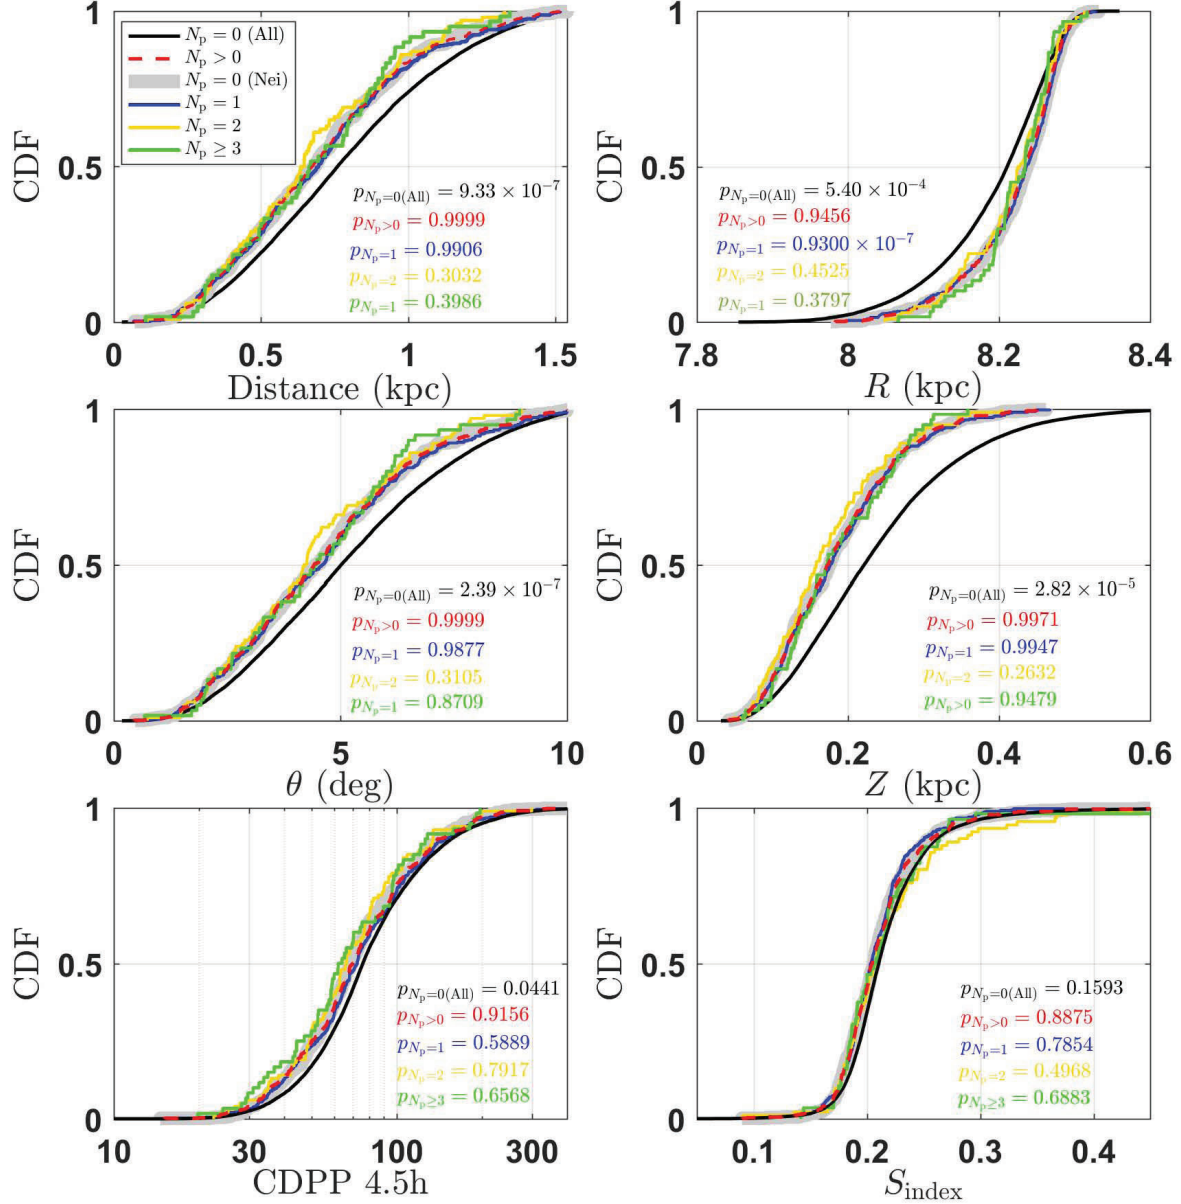 1
0.5
0
CDF
N_p = 0 (All)
N_p > 0
N_p = 0 (Nei)
N_p = 1
N_p = 2
N_p ≥ 3
p_{N_p=0(All)} = 9.33 × 10^{-7}
p_{N_p>0} = 0.9999
p_{N_p=1} = 0.9906
p_{N_p=2} = 0.3032
p_{N_p=1} = 0.3986
0 0.5 1 1.5
Distance (kpc)
1
0.5
0
CDF
p_{N_p=0(All)} = 5.40 × 10^{-4}
p_{N_p>0} = 0.9456
p_{N_p=1} = 0.9300 × 10^{-7}
p_{N_p=2} = 0.4525
p_{N_p=1} = 0.3797
7.8 8 8.2 8.4
R (kpc)
1
0.5
0
CDF
p_{N_p=0(All)} = 2.39 × 10^{-7}
p_{N_p>0} = 0.9999
p_{N_p=1} = 0.9877
p_{N_p=2} = 0.3105
p_{N_p=1} = 0.8709
0 5 10
θ (deg)
1
0.5
0
CDF
p_{N_p=0(All)} = 2.82 × 10^{-5}
p_{N_p>0} = 0.9971
p_{N_p=1} = 0.9947
p_{N_p=2} = 0.2632
p_{N_p>0} = 0.9479
0 0.2 0.4 0.6
Z (kpc)
1
0.5
0
CDF
p_{N_p=0(All)} = 0.0441
p_{N_p>0} = 0.9156
p_{N_p=1} = 0.5889
p_{N_p=2} = 0.7917
p_{N_p≥3} = 0.6568
10 30 100 300
CDPP 4.5h
1
0.5
0
CDF
p_{N_p=0(All)} = 0.1593
p_{N_p>0} = 0.8875
p_{N_p=1} = 0.7854
p_{N_p=2} = 0.4968
p_{N_p≥3} = 0.6883
0.1 0.2 0.3 0.4
S_{index}